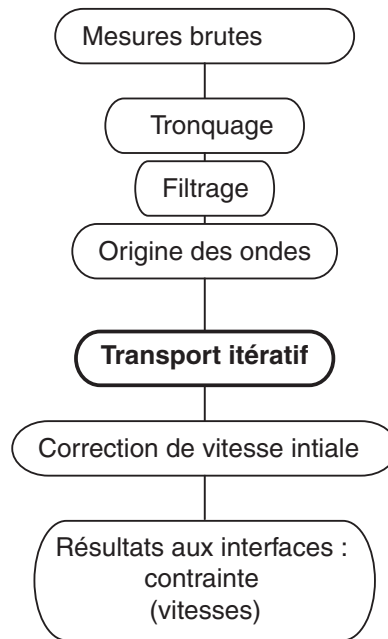 Mesures brutes
Tronquage
Filtrage
Origine des ondes
Transport itératif
Correction de vitesse intiale
Résultats aux interfaces :
contrainte
(vitesses)